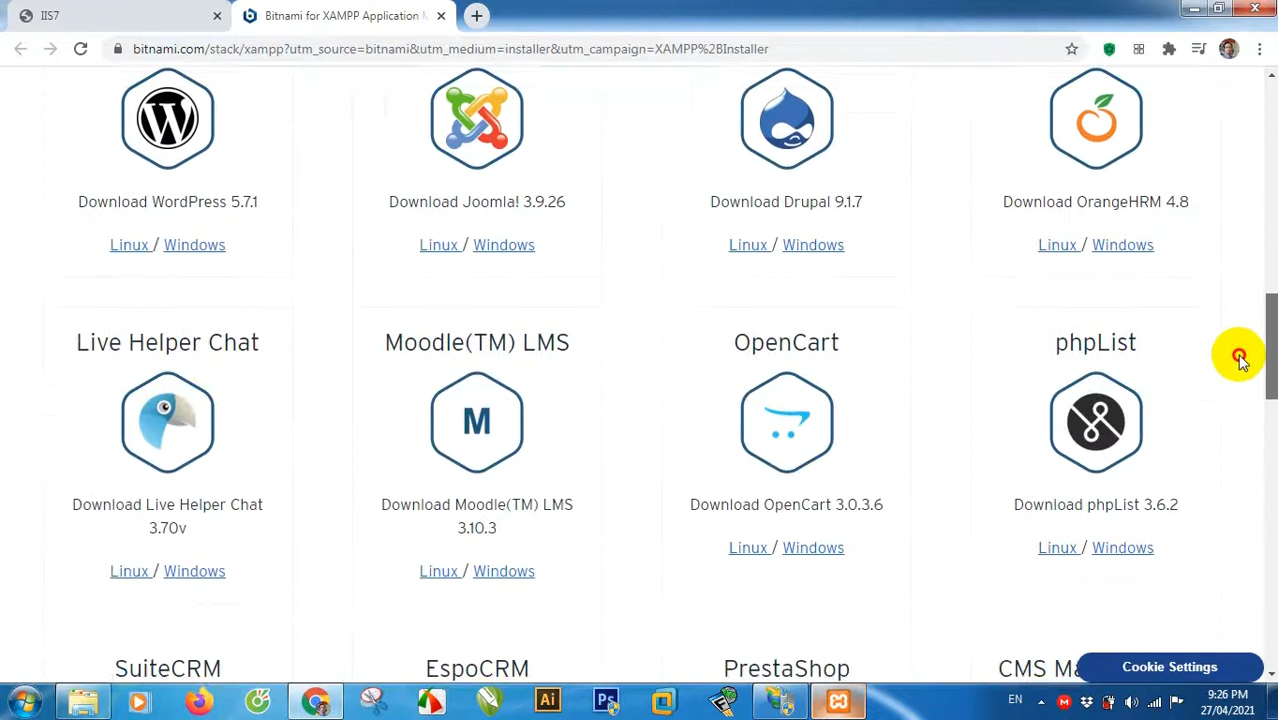 IIS7
Bitnami for XAMPP Application
bitnami.com/stack/xampp?utm_source=bitnami&utm_medium=installer&utm_campaign=XAMPP%2BInstaller
Download WordPress 5.7.1
Linux / Windows
Download Joomla! 3.9.26
Linux / Windows
Download Drupal 9.1.7
Linux / Windows
Download OrangeHRM 4.8
Linux / Windows
Live Helper Chat
Download Live Helper Chat
3.70v
Linux / Windows
Moodle(TM) LMS
M
Download Moodle(TM) LMS
3.10.3
Linux / Windows
OpenCart
Download OpenCart 3.0.3.6
Linux / Windows
phpList
Download phpList 3.6.2
Linux / Windows
SuiteCRM
EspoCRM
PrestaShop
CMS
Cookie Settings
Ai
Ps
EN
9:26 PM
27/04/2021